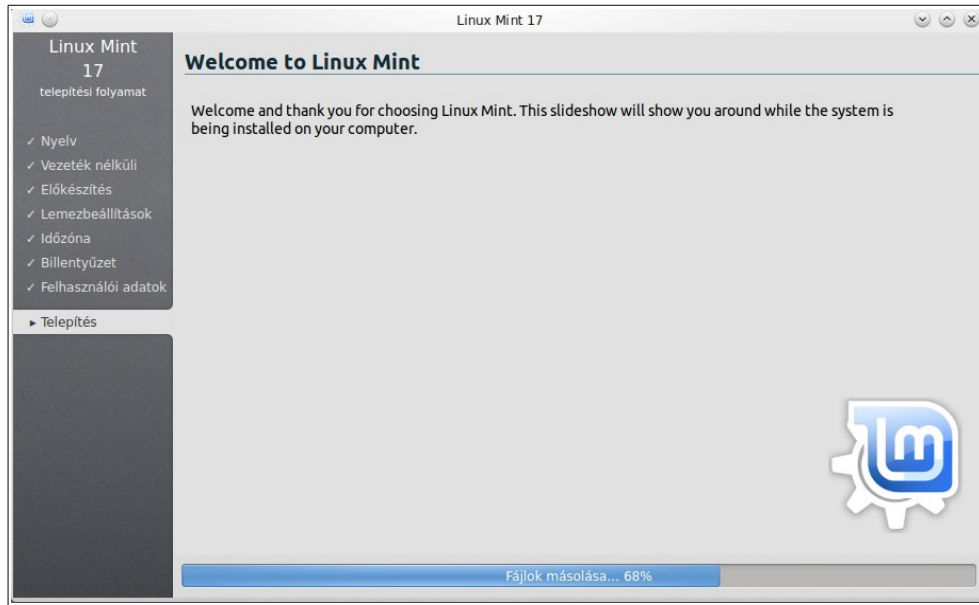 Linux Mint 17
Linux Mint
17
telepítési folyamat
✓ Nyelv
✓ Vezeték nélküli
✓ Előkészítés
✓ Lemezbeállítások
✓ Időzóna
✓ Billentyűzet
✓ Felhasználói adatok
▸ Telepítés
Welcome to Linux Mint
Welcome and thank you for choosing Linux Mint. This slideshow will show you around while the system is
being installed on your computer.
lm
Fájlok másolása... 68%